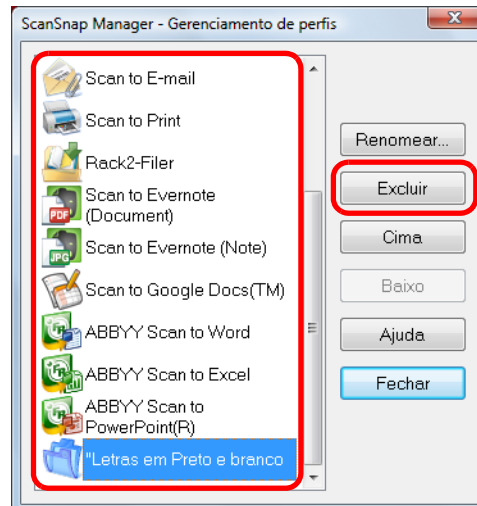 ScanSnap Manager - Gerenciamento de perfis
Scan to E-mail
Scan to Print
Rack2-Filer
Scan to Evernote
(Document)
Scan to Evernote (Note)
Scan to Google Docs(TM)
ABBYY Scan to Word
ABBYY Scan to Excel
ABBYY Scan to
PowerPoint(R)
"Letras em Preto e branco
Renomear...
Excluir
Cima
Baixo
Ajuda
Fechar
PDF
JPG